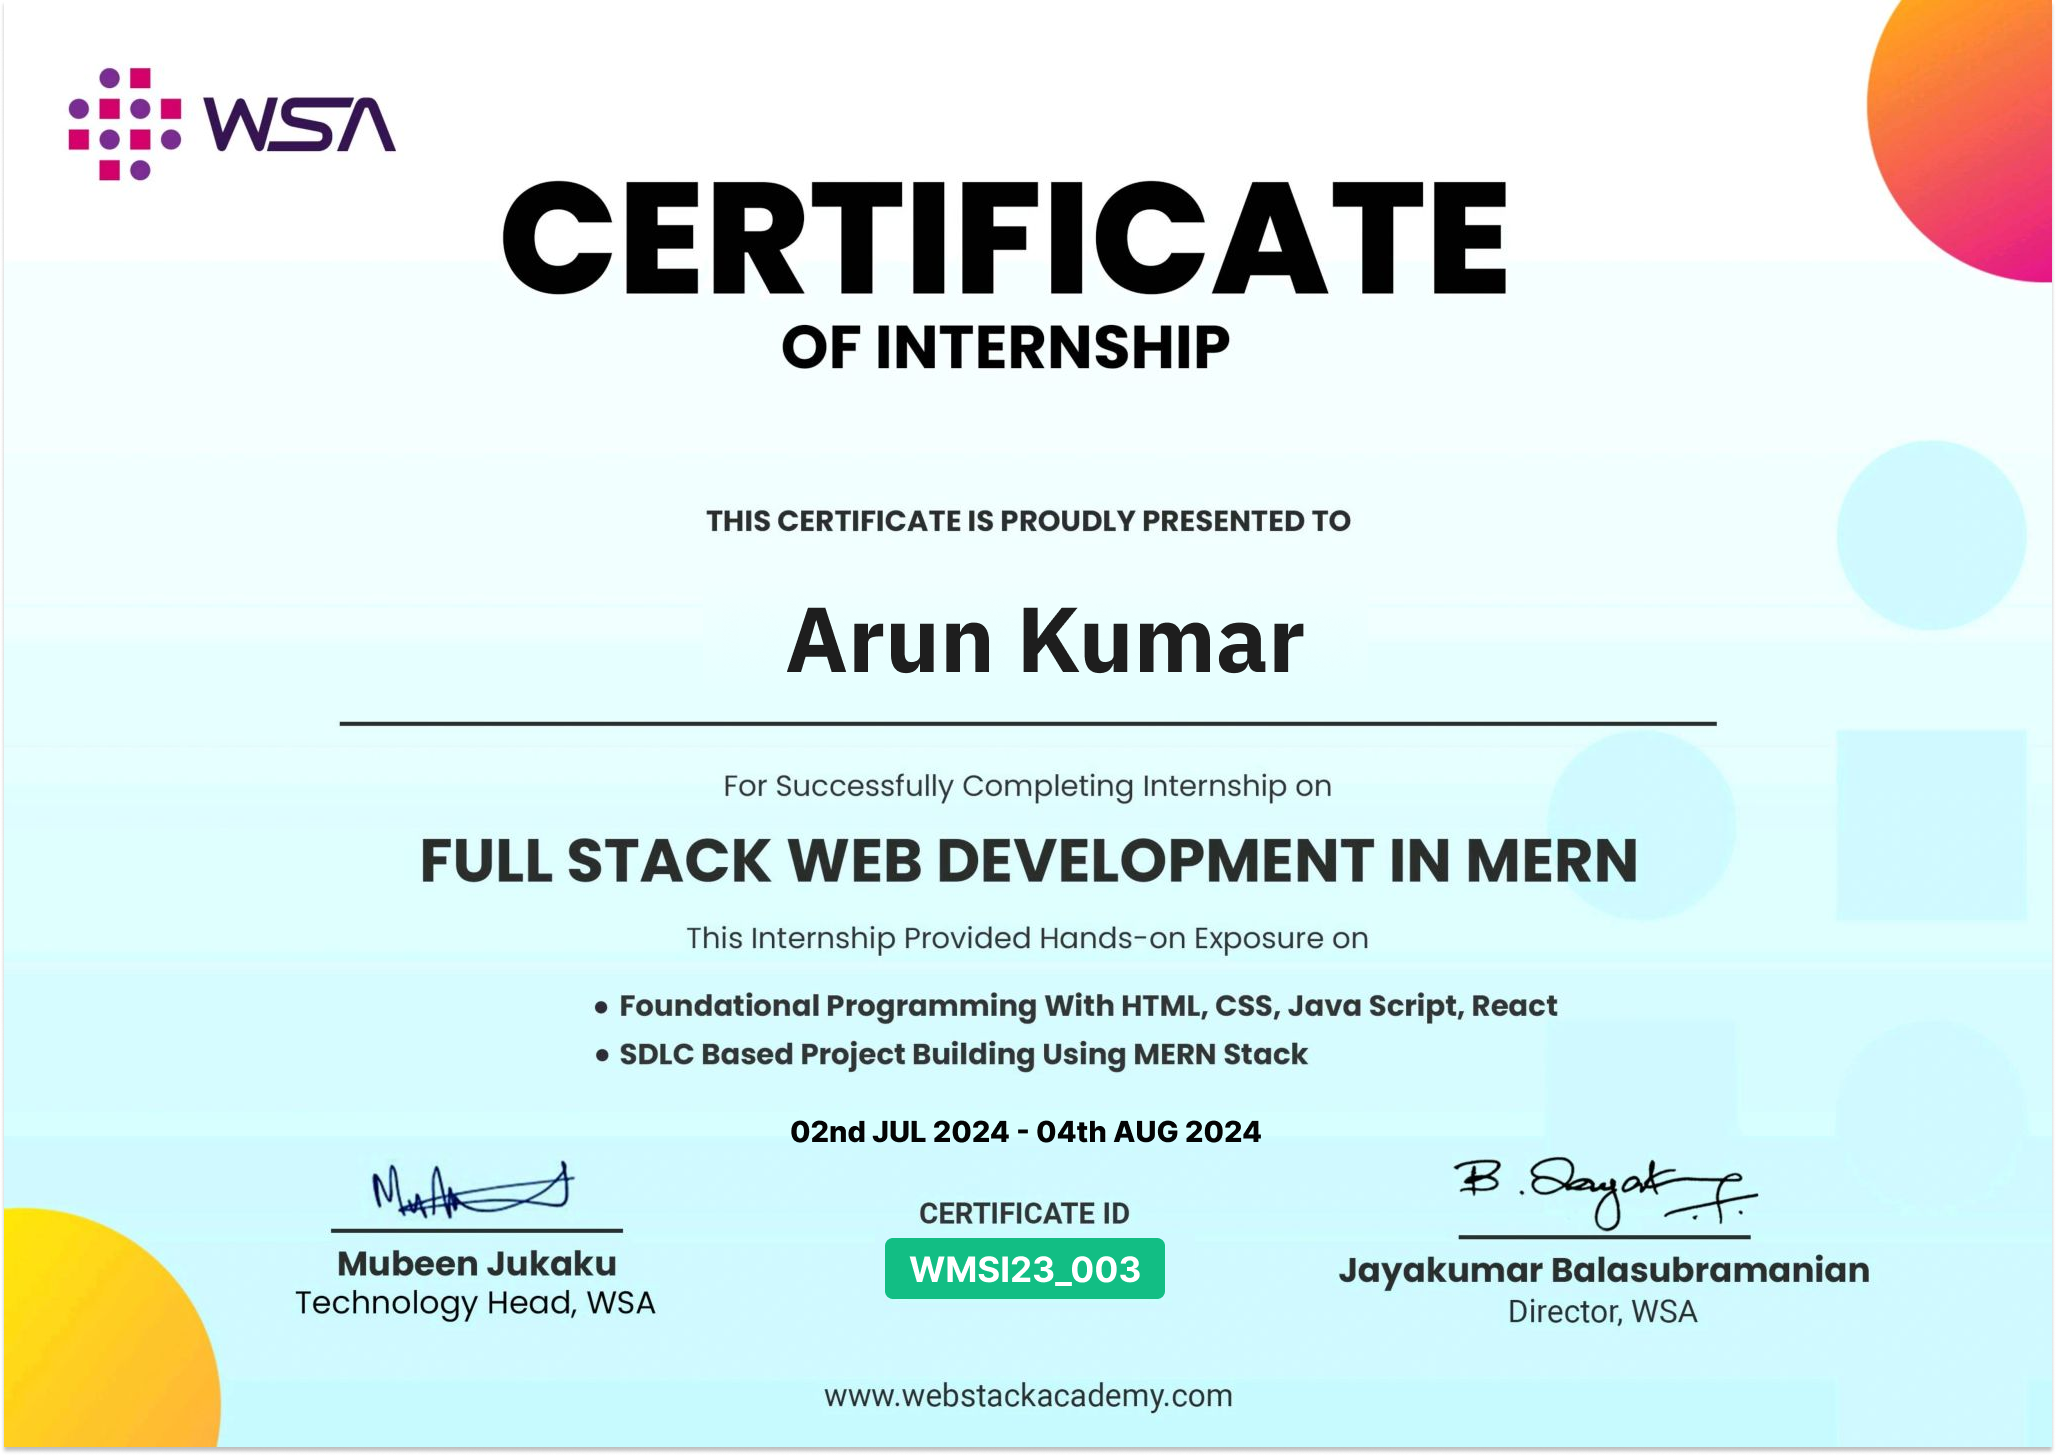 WSA
CERTIFICATE
OF INTERNSHIP
THIS CERTIFICATE IS PROUDLY PRESENTED TO
Arun Kumar
For Successfully Completing Internship on
FULL STACK WEB DEVELOPMENT IN MERN
This Internship Provided Hands-on Exposure on
• Foundational Programming With HTML, CSS, Java Script, React
• SDLC Based Project Building Using MERN Stack
02nd JUL 2024 - 04th AUG 2024
Mubeen Jukaku
Technology Head, WSA
CERTIFICATE ID
WMSI23_003
B. Jayak
Jayakumar Balasubramanian
Director, WSA
www.webstackacademy.com